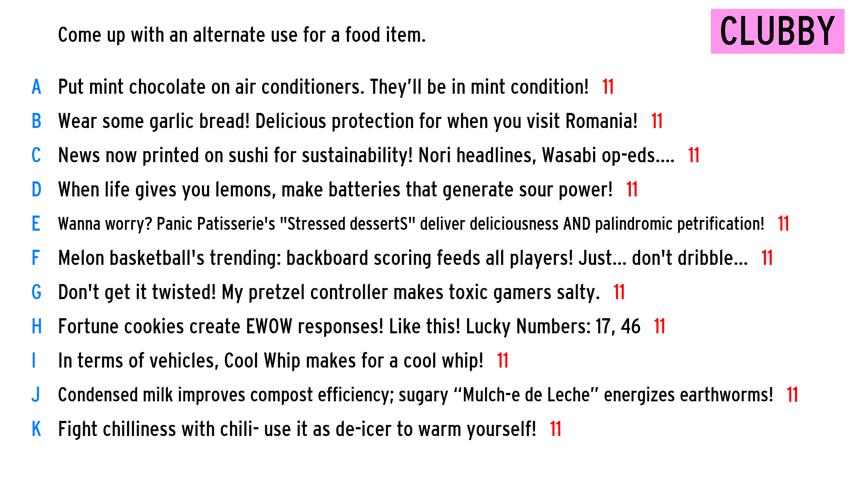 Come up with an alternate use for a food item.
CLUBBY
A Put mint chocolate on air conditioners. They’ll be in mint condition! 11
B Wear some garlic bread! Delicious protection for when you visit Romania! 11
C News now printed on sushi for sustainability! Nori headlines, Wasabi op-eds.... 11
D When life gives you lemons, make batteries that generate sour power! 11
E Wanna worry? Panic Patisserie's "Stressed dessertS" deliver deliciousness AND palindromic petrification! 11
F Melon basketball's trending: backboard scoring feeds all players! Just... don't dribble... 11
G Don't get it twisted! My pretzel controller makes toxic gamers salty. 11
H Fortune cookies create EWOW responses! Like this! Lucky Numbers: 17, 46 11
I In terms of vehicles, Cool Whip makes for a cool whip! 11
J Condensed milk improves compost efficiency; sugary “Mulch-e de Leche” energizes earthworms! 11
K Fight chilliness with chili- use it as de-icer to warm yourself! 11